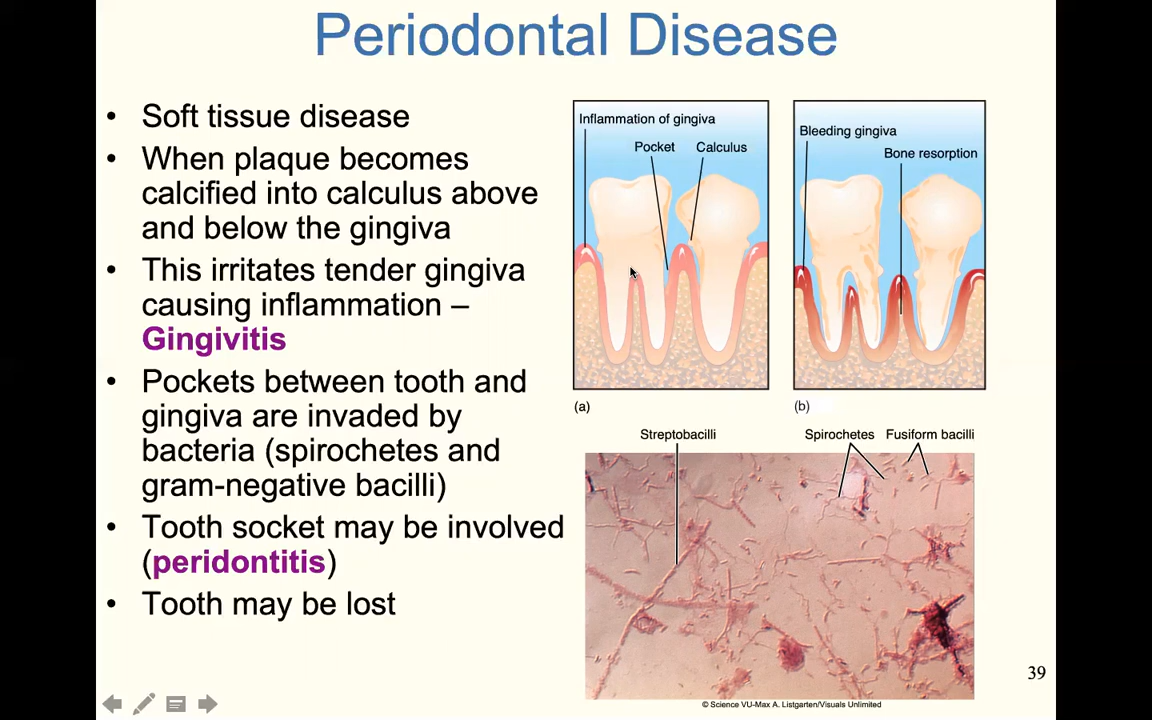 Periodontal Disease
• Soft tissue disease
• When plaque becomes
calcified into calculus above
and below the gingiva
• This irritates tender gingiva
causing inflammation –
Gingivitis
• Pockets between tooth and
gingiva are invaded by
bacteria (spirochetes and
gram-negative bacilli)
• Tooth socket may be involved
(peridontitis)
• Tooth may be lost
Inflammation of gingiva
Pocket
Calculus
(a)
Bleeding gingiva
Bone resorption
(b)
Streptobacilli
Spirochetes
Fusiform bacilli
© Science VU-Max A. Listgarten/Visuals Unlimited
39